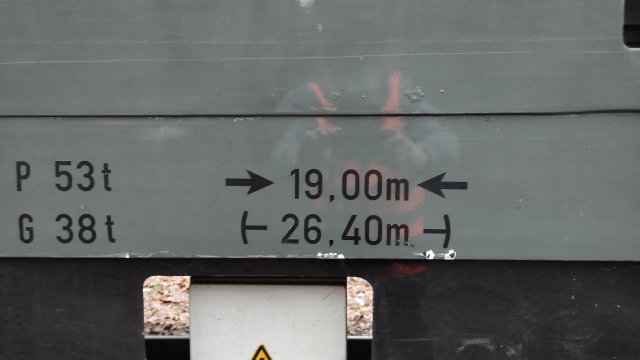 P 53t → 19,00m ←
G 38t (- 26,40m -)